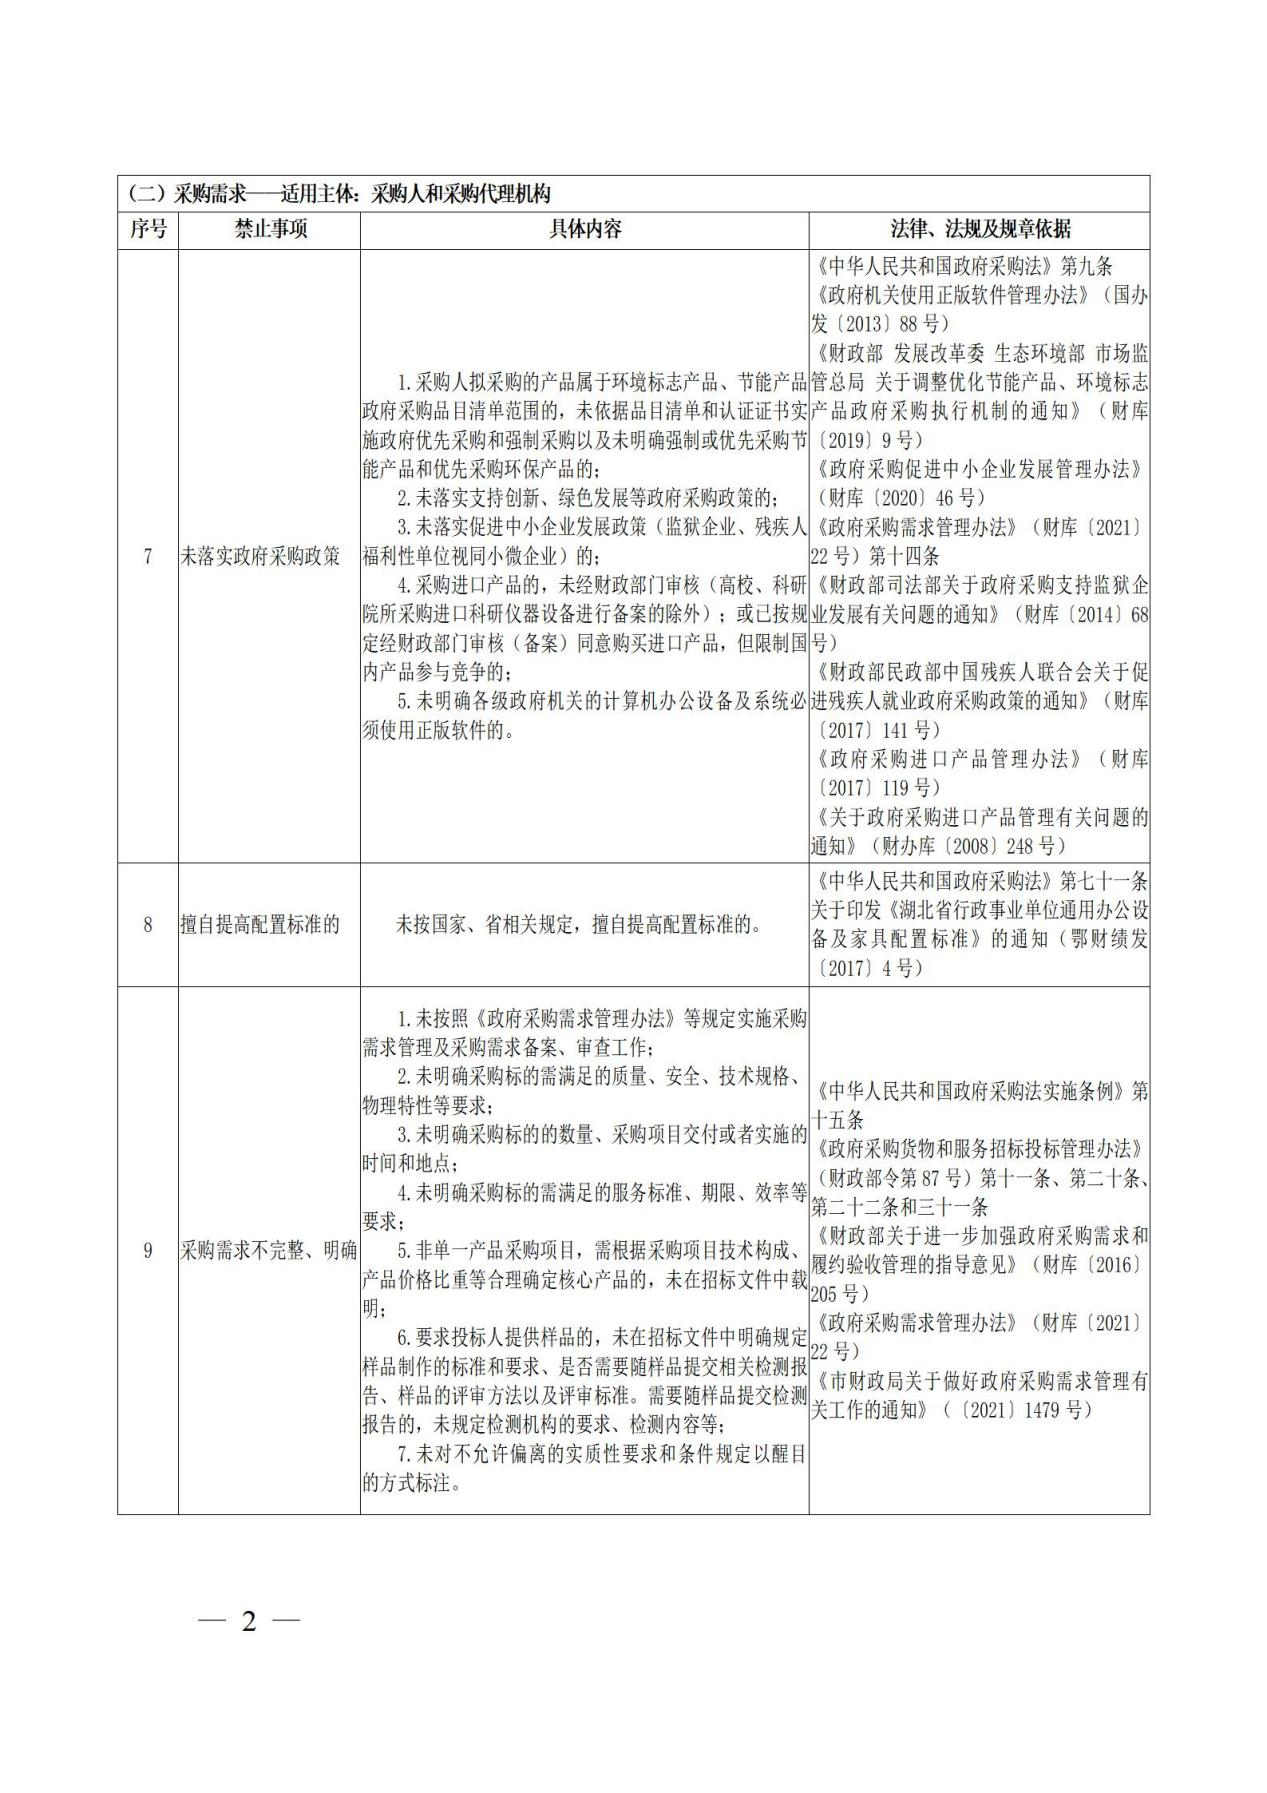 （二）采购需求——适用主体：采购人和采购代理机构
序号
禁止事项
具体内容
法律、法规及规章依据
7
未落实政府采购政策
1.采购人拟采购的产品属于环境标志产品、节能产品
政府采购品目清单范围的，未依据品目清单和认证证书实
施政府优先采购和强制采购以及未明确强制或优先采购节
能产品和优先采购环保产品的；
2.未落实支持创新、绿色发展等政府采购政策的；
3.未落实促进中小企业发展政策（监狱企业、残疾人
福利性单位视同小微企业）的；
4.采购进口产品的，未经财政部门审核（高校、科研
院所采购进口科研仪器设备进行备案的除外）；或已按规
定经财政部门审核（备案）同意购买进口产品，但限制国
内产品参与竞争的；
5.未明确各级政府机关的计算机办公设备及系统必
须使用正版软件的。
《中华人民共和国政府采购法》第九条
《政府机关使用正版软件管理办法》（国办
发〔2013〕88 号）
《财政部 发展改革委 生态环境部 市场监
管总局 关于调整优化节能产品、环境标志
产品政府采购执行机制的通知》（财库
〔2019〕9 号）
《政府采购促进中小企业发展管理办法》
（财库〔2020〕46 号）
《政府采购需求管理办法》（财库〔2021〕
22 号）第十四条
《财政部司法部关于政府采购支持监狱企
业发展有关问题的通知》（财库〔2014〕68
号）
《财政部民政部中国残疾人联合会关于促
进残疾人就业政府采购政策的通知》（财库
〔2017〕141 号）
《政府采购进口产品管理办法》（财库
〔2017〕119 号）
《关于政府采购进口产品管理有关问题的
通知》（财办库〔2008〕248 号）
8
擅自提高配置标准的
未按国家、省相关规定，擅自提高配置标准的。
《中华人民共和国政府采购法》第七十一条
关于印发《湖北省行政事业单位通用办公设
备及家具配置标准》的通知（鄂财绩发
〔2017〕4 号）
9
采购需求不完整、明确
1.未按照《政府采购需求管理办法》等规定实施采购
需求管理及采购需求备案、审查工作；
2.未明确采购标的需满足的质量、安全、技术规格、
物理特性等要求；
3.未明确采购标的的数量、采购项目交付或者实施的
时间和地点；
4.未明确采购标的需满足的服务标准、期限、效率等
要求；
5.非单一产品采购项目，需根据采购项目技术构成、
产品价格比重等合理确定核心产品的，未在招标文件中载
明；
6.要求投标人提供样品的，未在招标文件中明确规定
样品制作的标准和要求、是否需要随样品提交相关检测报
告、样品的评审方法以及评审标准。需要随样品提交检测
报告的，未规定检测机构的要求、检测内容等；
7.未对不允许偏离的实质性要求和条件规定以醒目
的方式标注。
《中华人民共和国政府采购法实施条例》第
十五条
《政府采购货物和服务招标投标管理办法》
（财政部令第 87 号）第十一条、第二十条、
第二十二条和三十一条
《财政部关于进一步加强政府采购需求和
履约验收管理的指导意见》（财库〔2016〕
205 号）
《政府采购需求管理办法》（财库〔2021〕
22 号）
《市财政局关于做好政府采购需求管理有
关工作的通知》（〔2021〕1479 号）
— 2 —